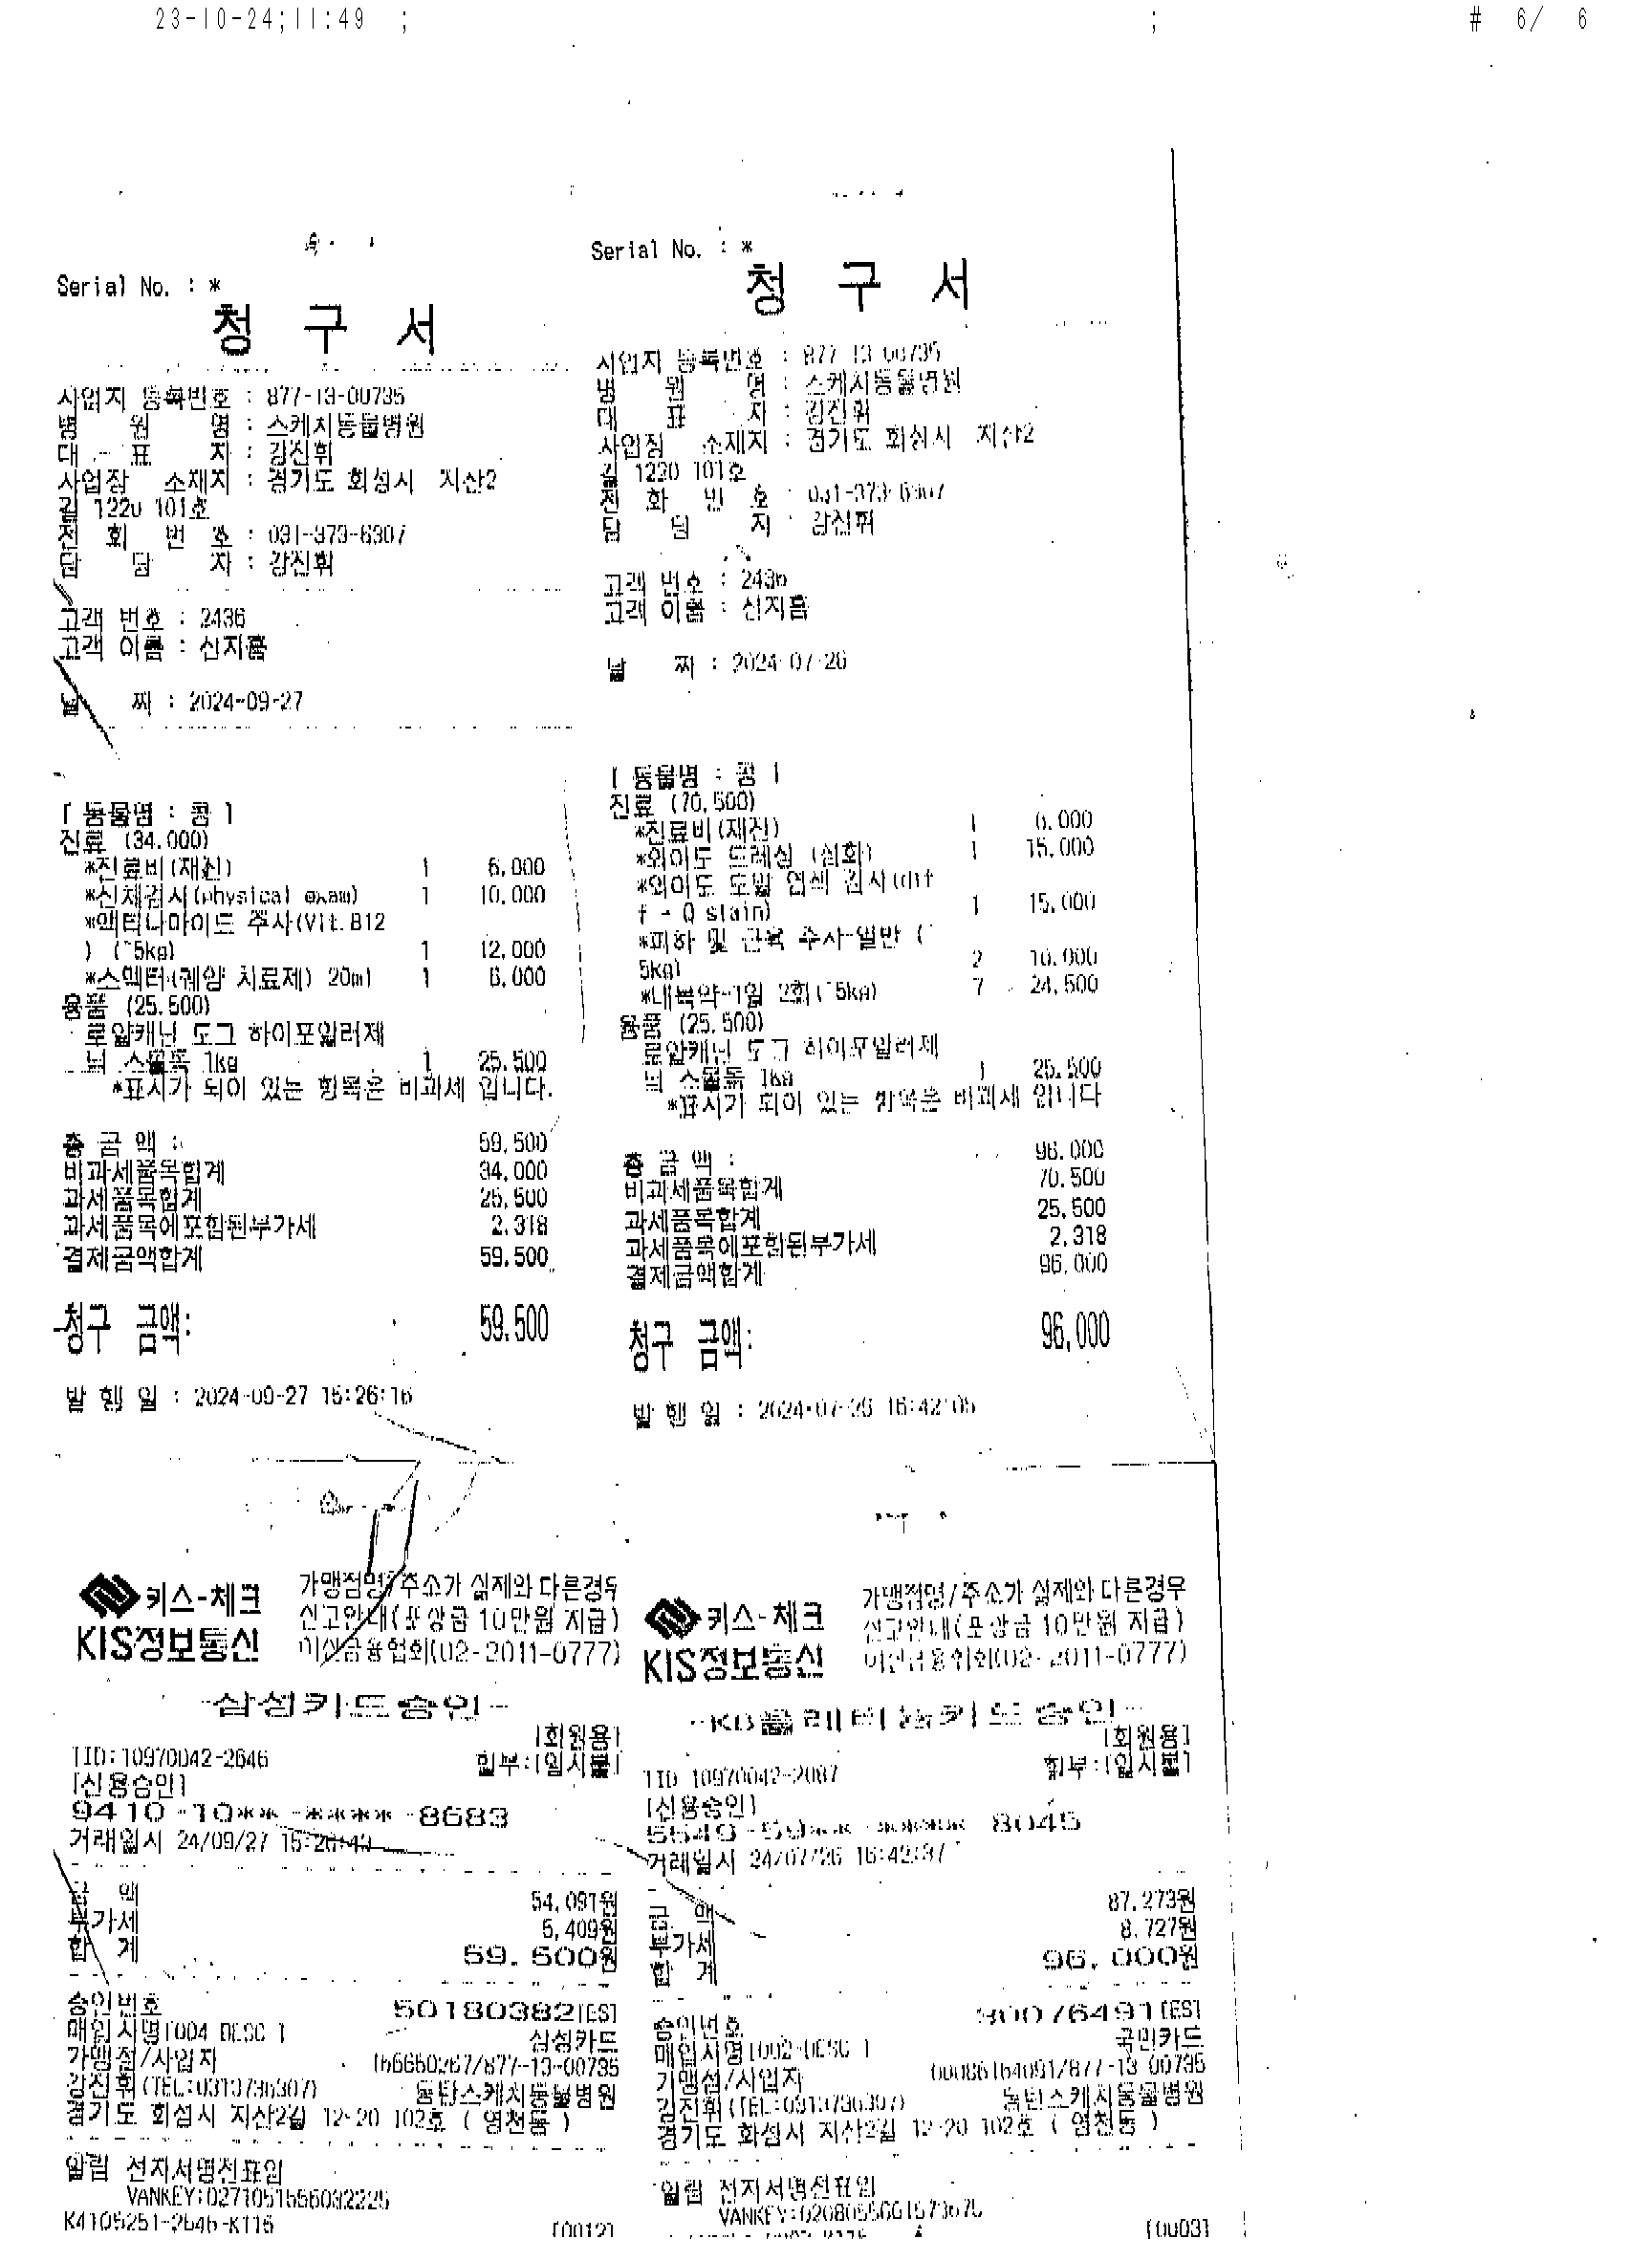 23-10-24;11:49 ; ; # 6/ 6
Serial No. : *
청 구 서
사업자 등록번호 : 877-13-00735
병 원 명 : 스케치동물병원
대 표 자 : 강진휘
사업장 소재지 : 경기도 화성시 지산2
길 1220 101호
전 화 번 호 : 031-373-6307
담 당 자 : 강진휘
고객 번호 : 2436
고객 이름 : 신지흠
날 짜 : 2024-09-27
[ 동물명 : 콩 ]
진료 (34,000)
*진료비(재진) 1 6,000
*신체검사(physical exam) 1 10,000
*액티나마이드 주사(Vit.B12
) (~5kg) 1 12,000
*스멕타(궤양 치료제) 20ml 1 6,000
용품 (25,500)
로얄캐닌 도그 하이포알러제
닉 스몰독 1kg 1 25,500
*표시가 되어 있는 항목은 비과세 입니다.
총 금 액 : 59,500
비과세품목합계 34,000
과세품목합계 25,500
과세품목에포함된부가세 2,318
결제금액합계 59,500
청구 금액: 59,500
발 행 일 : 2024-09-27 15:26:16
키스-체크
KIS정보통신
가맹점명/주소가 실제와 다른경우
신고안내(포상금 10만원 지급)
여신금융협회(02-2011-0777)
-삼성카드승인-
[회원용]
TID:10970042-2646 할부:[일시불]
[신용승인]
9410-10**-****-8683
거래일시 24/09/27
금 액 54,091원
부가세 5,409원
합 계 59,500원
승인번호 50180382[ES]
매입사명[004 DESC ] 삼성카드
가맹점/사업자 /877-13-00735
강진휘(TEL:0313736307) 동탄스케치동물병원
경기도 화성시 지산2길 12-20 102호 ( 영천동 )
알림 전자서명전표임
VANKEY:0271051556032225
K4105251-2646-K116 [0012]
Serial No. : *
청 구 서
사업자 등록번호 : 877-13-00735
병 원 명 : 스케치동물병원
대 표 자 : 강진휘
사업장 소재지 : 경기도 화성시 지산2
길 1220 101호
전 화 번 호 : 031-373-6307
담 당 자 : 강진휘
고객 번호 : 2436
고객 이름 : 신지흠
날 짜 : 2024-07-26
[ 동물명 : 콩 ]
진료 (70,500)
*진료비(재진) 1 6,000
*외이도 드레싱 (심화) 1 15,000
*외이도 도말 염색 검사(dif
f - Q stain) 1 15,000
*피하 및 근육 주사-일반 (~
5kg) 2 10,000
*내복약-1일 2회(~5kg) 7 24,500
용품 (25,500)
로얄캐닌 도그 하이포알러제
닉 스몰독 1kg 1 25,500
*표시가 되어 있는 항목은 비과세 입니다
총 금 액 : 96,000
비과세품목합계 70,500
과세품목합계 25,500
과세품목에포함된부가세 2,318
결제금액합계 96,000
청구 금액: 96,000
발 행 일 : 2024-07-26 16:42:05
키스-체크
KIS정보통신
가맹점명/주소가 실제와 다른경우
신고안내(포상금 10만원 지급)
여신금융협회(02-2011-0777)
-KB올레비씨카드승인-
[회원용]
TID 10970042-2087 할부:[일시불]
[신용승인]
거래일시 24/07/26 16:42:37
금 액 87,273원
부가세 8,727원
합 계 96,000원
승인번호 30076491[ES]
매입사명[002-DESC ] 국민카드
가맹점/사업자 00086164091/877-13-00735
강진휘(TEL:0313736307) 동탄스케치동물병원
경기도 화성시 지산2길 12-20 102호 ( 영천동 )
알림 전자서명전표임
[0003]